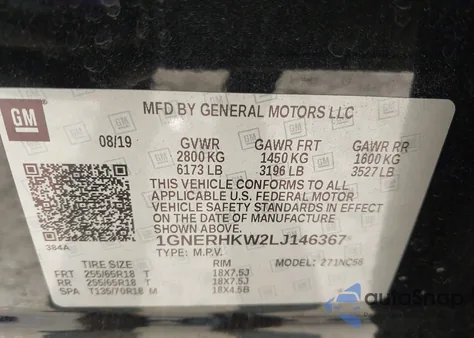 MFD BY GENERAL MOTORS LLC
GM
08/19 GVWR GAWR FRT GAWR RR
2800 KG 1450 KG 1600 KG
6173 LB 3196 LB 3527 LB
THIS VEHICLE CONFORMS TO ALL
APPLICABLE U.S. FEDERAL MOTOR
VEHICLE SAFETY STANDARDS IN EFFECT
ON THE DATE OF MANUFACTURE
SHOWN ABOVE.
1GNERHKW2LJ146367
384A TYPE: M.P.V. MODEL: 271NC56
TIRE SIZE RIM
FRT 255/65R18 T 18X7.5J
RR 255/65R18 T 18X7.5J
SPA T135/70R18 M 18X4.5B
AutoShop